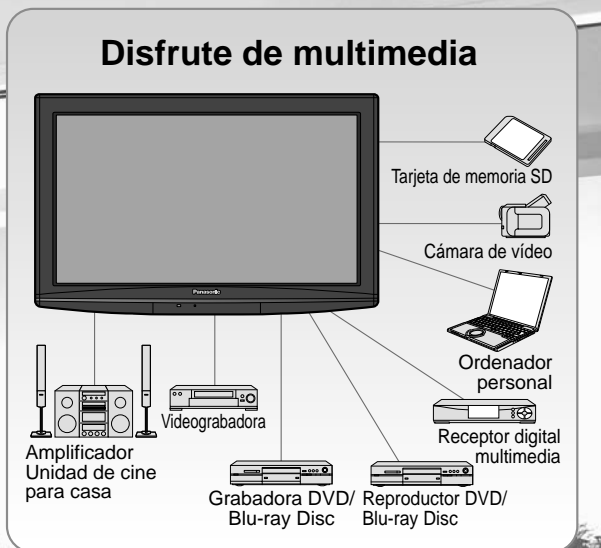 Disfrute de multimedia
Panasonic
Tarjeta de memoria SD
Cámara de vídeo
Ordenador
personal
Receptor digital
multimedia
Videograbadora
Amplificador
Unidad de cine
para casa
Grabadora DVD/
Blu-ray Disc
Reproductor DVD/
Blu-ray Disc